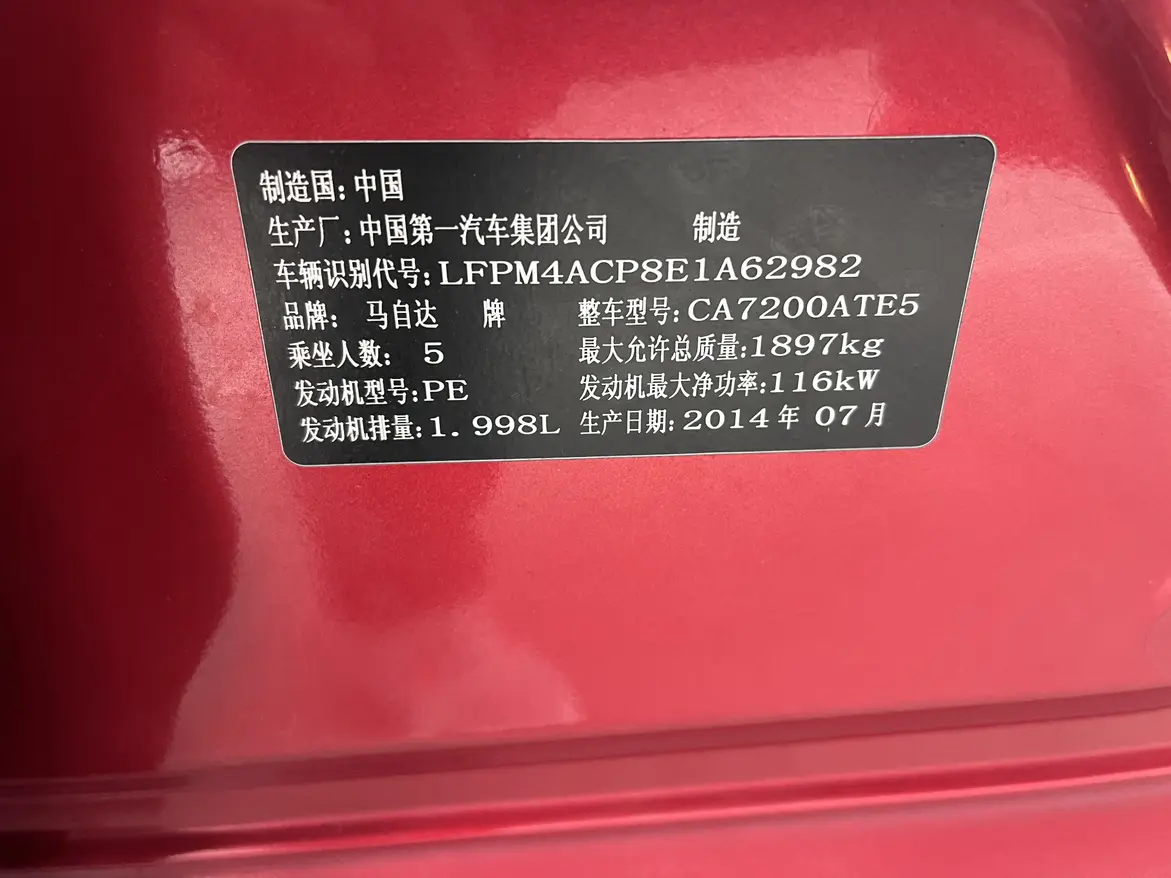 制造国:中国
生产厂:中国第一汽车集团公司 制造
车辆识别代号:LFPM4ACP8E1A62982
品牌: 马自达 牌 整车型号:CA7200ATE5
乘坐人数: 5 最大允许总质量:1897kg
发动机型号:PE 发动机最大净功率:116kW
发动机排量:1.998L 生产日期:2014年 07月